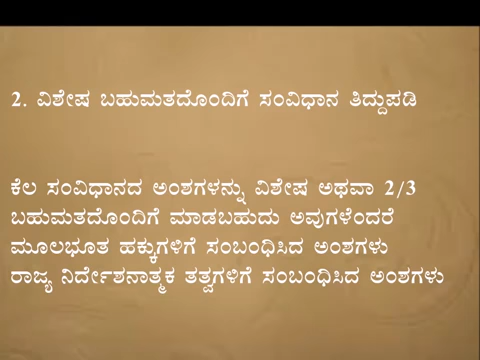 2. ವಿಶೇಷ ಬಹುಮತದೊಂದಿಗೆ ಸಂವಿಧಾನ ತಿದ್ದುಪಡಿ
ಕೆಲ ಸಂವಿಧಾನದ ಅಂಶಗಳನ್ನು ವಿಶೇಷ ಅಥವಾ 2/3
ಬಹುಮತದೊಂದಿಗೆ ಮಾಡಬಹುದು ಅವುಗಳೆಂದರೆ
ಮೂಲಭೂತ ಹಕ್ಕುಗಳಿಗೆ ಸಂಬಂಧಿಸಿದ ಅಂಶಗಳು
ರಾಜ್ಯ ನಿರ್ದೇಶನಾತ್ಮಕ ತತ್ವಗಳಿಗೆ ಸಂಬಂಧಿಸಿದ ಅಂಶಗಳು